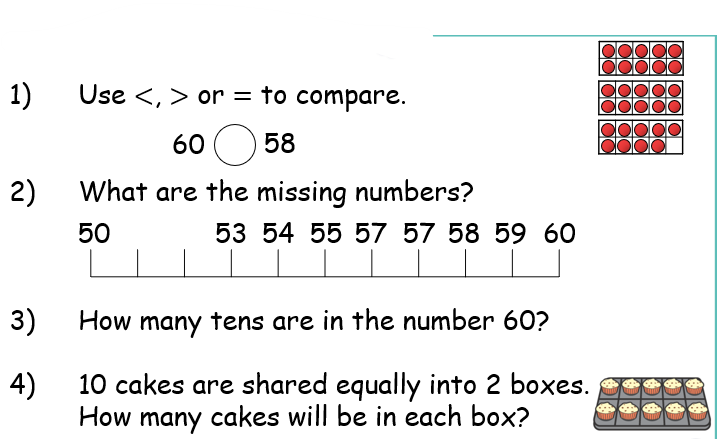 1) Use <, > or = to compare.
60 58
2) What are the missing numbers?
50 53 54 55 57 57 58 59 60
3) How many tens are in the number 60?
4) 10 cakes are shared equally into 2 boxes.
How many cakes will be in each box?